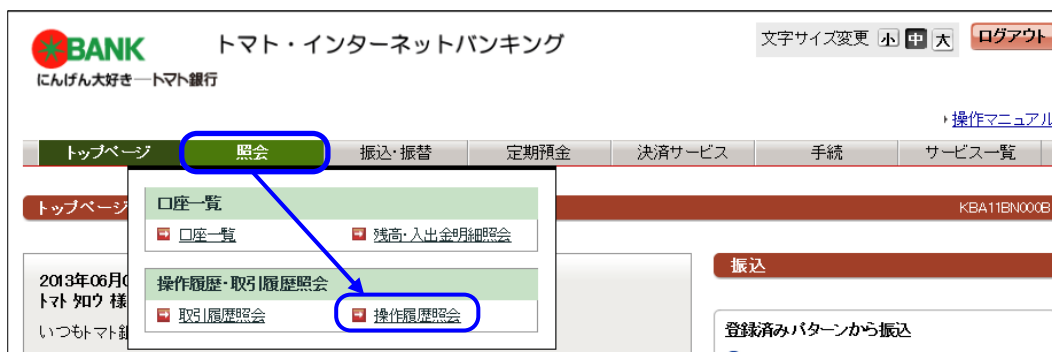 BANK
トマト・インターネットバンキング
文字サイズ変更 小 中 大
ログアウト
にんげん大好き─トマト銀行
操作マニュアル
トップページ 照会 振込・振替 定期預金 決済サービス 手続 サービス一覧
トップページ
KBA11BN000B
口座一覧
口座一覧 残高・入出金明細照会
操作履歴・取引履歴照会
取引履歴照会 操作履歴照会
2013年06月0
トマト タロウ 様
いつもトマト銀
振込
登録済みパターンから振込